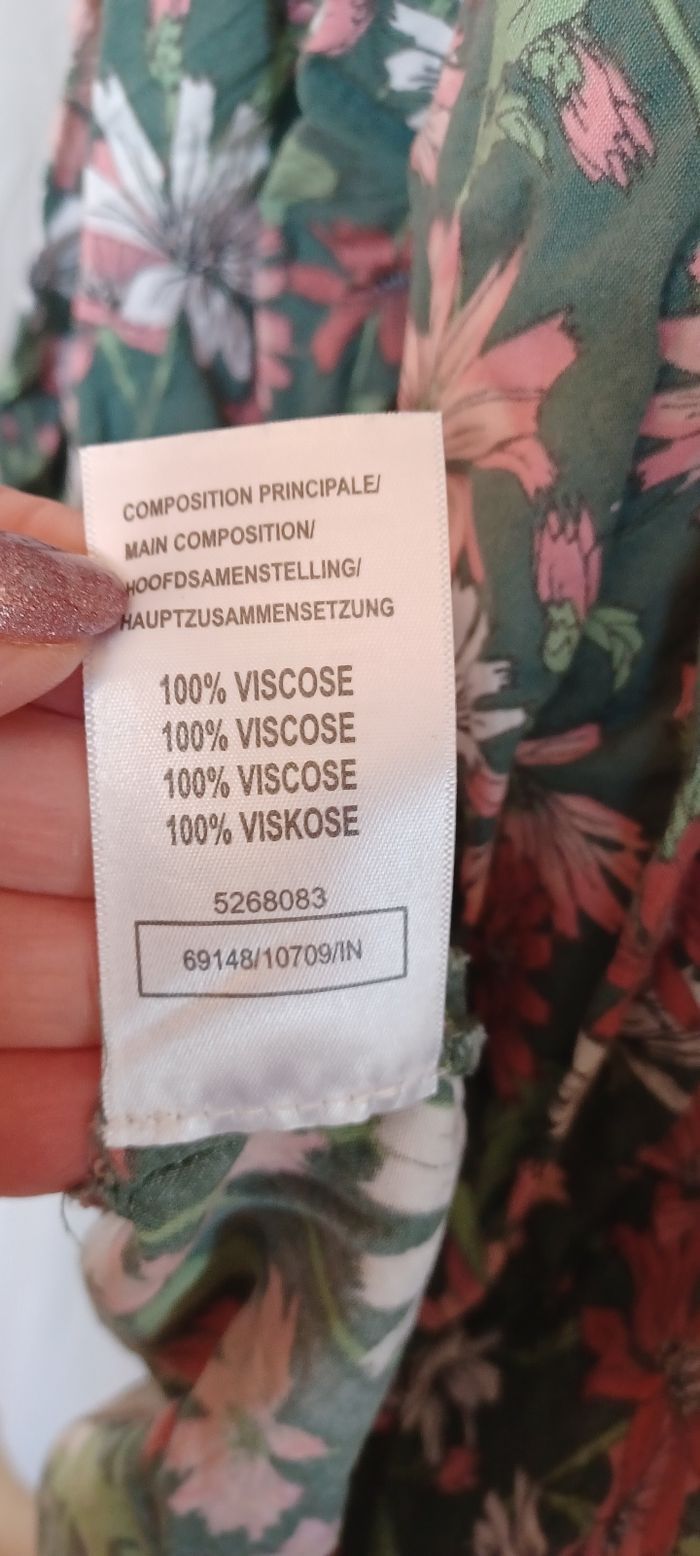 COMPOSITION PRINCIPALE/
MAIN COMPOSITION/
HOOFDSAMENSTELLING/
HAUPTZUSAMMENSETZUNG
100% VISCOSE
100% VISCOSE
100% VISCOSE
100% VISKOSE
5268083
69148/10709/IN